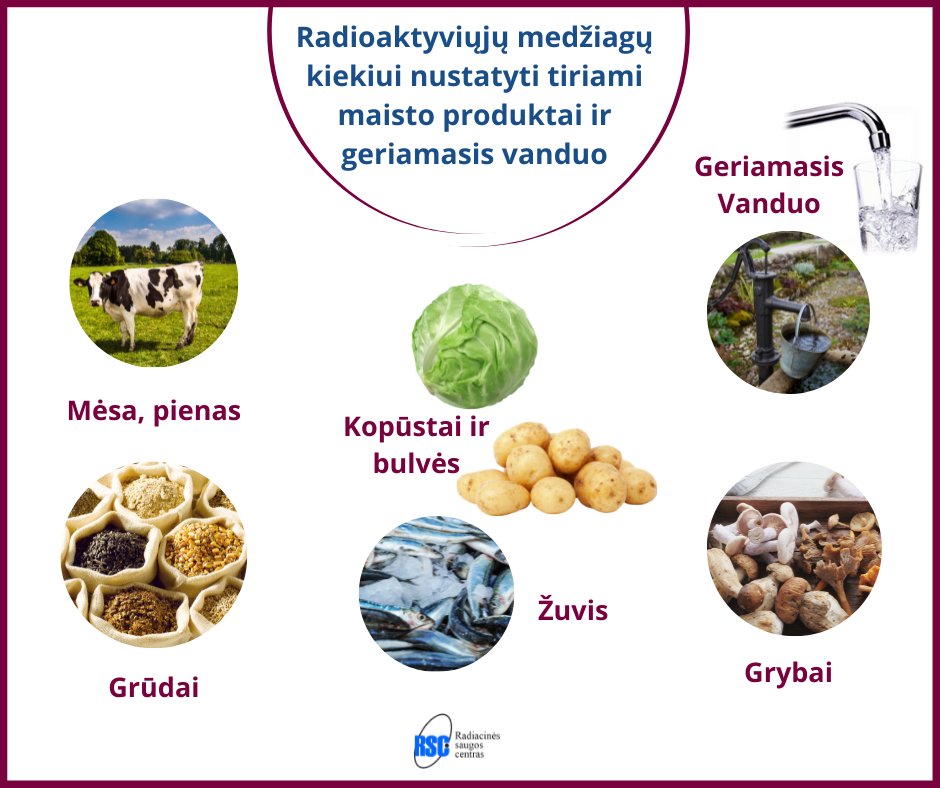 Radioaktyviųjų medžiagų
kiekiui nustatyti tiriami
maisto produktai ir
geriamasis vanduo
Geriamasis
Vanduo
Mėsa, pienas
Kopūstai ir
bulvės
Žuvis
Grūdai
Grybai
RSC
Radiacinės
saugos
centras